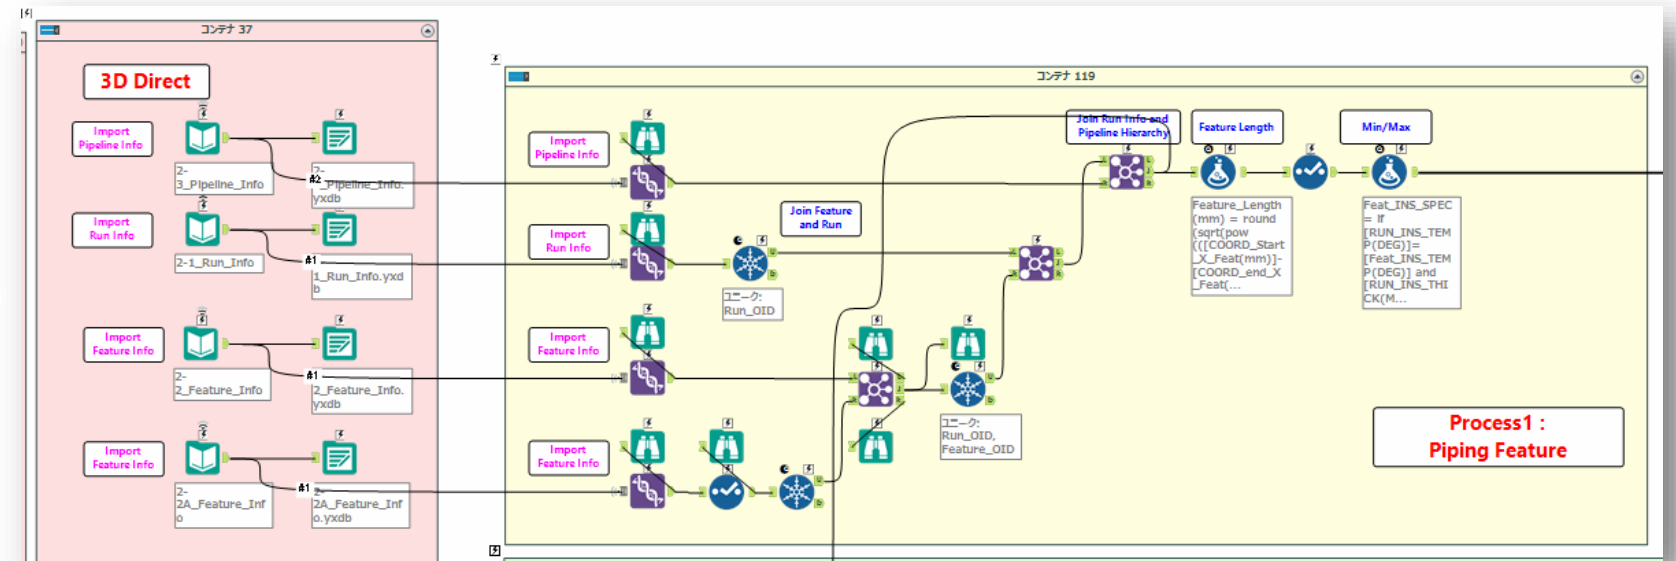 コンテナ 37
3D Direct
Import
Pipeline Info
2-
3_Pipeline_Info
#2
2-
_Pipeline_Info.
yxdb
Import
Run Info
2-1_Run_Info
#1
1_Run_Info.yxd
b
Import
Feature Info
2-
2_Feature_Info
#1
2_Feature_Info.
yxdb
Import
Feature Info
2-
2A_Feature_Inf
o
#1
2-
2A_Feature_Inf
o.yxdb
コンテナ 119
Import
Pipeline Info
Import
Run Info
ユニーク:
Run_OID
Join Feature
and Run
Import
Feature Info
Import
Feature Info
ユニーク:
Run_OID,
Feature_OID
Join Run Info and
Pipeline Hierarchy
Feature Length
Feature_Length
(mm) = round
(sqrt(pow
(([COORD_Start
_X_Feat(mm)]-
[COORD_end_X
_Feat(...
Min/Max
Feat_INS_SPEC
= if
[RUN_INS_TEM
P(DEG)]=
[Feat_INS_TEM
P(DEG)] and
[RUN_INS_THI
CK(M...
Process1 :
Piping Feature